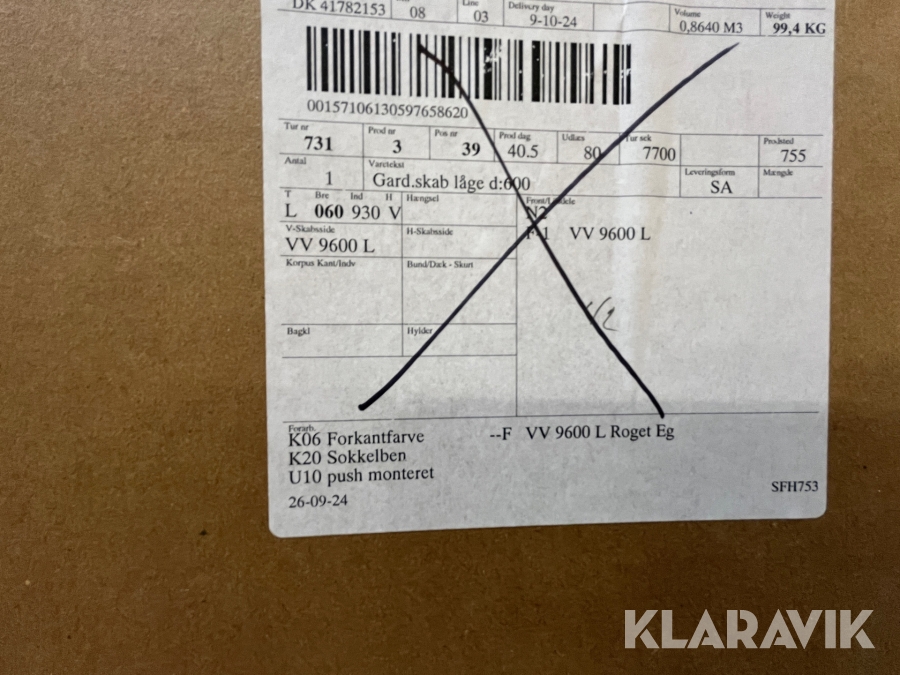 DK 41782153 08 Line 03 Delivery day 9-10-24 Volume 0,8640 M3 Weight 99,4 KG
00157106130597658620
Tur nr 731 Prod nr 3 Pos nr 39 Prod dag 40.5 Udlæs 80 Tur sek 7700 Prodsted 755
Antal 1 Varetekst Gard.skab låge d:600 Leveringsform SA Mængde
T Bre Ind H Hængsel
L 060 930 V N2
V-Skabsside H-Skabsside 1 VV 9600 L
VV 9600 L
Korpus Kant/Indv Bund/Dæk - Skurt
1/2
Bagkl Hylder
Forarb.
K06 Forkantfarve --F VV 9600 L Roget Eg
K20 Sokkelben
U10 push monteret
26-09-24 SFH753
KLARAVIK